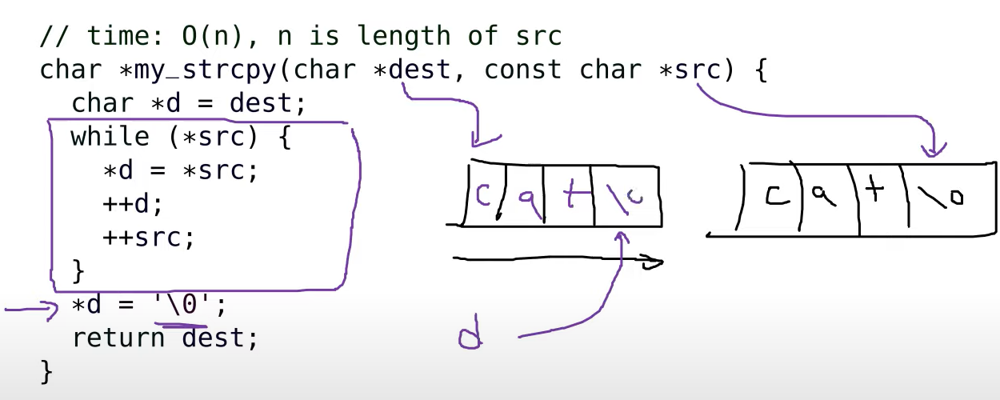 // time: O(n), n is length of src
char *my_strcpy(char *dest, const char *src) {
  char *d = dest;
  while (*src) {
    *d = *src;
    ++d;
    ++src;
  }
  *d = '\0';
  return dest;
}
c a t \0
c a t \0
d